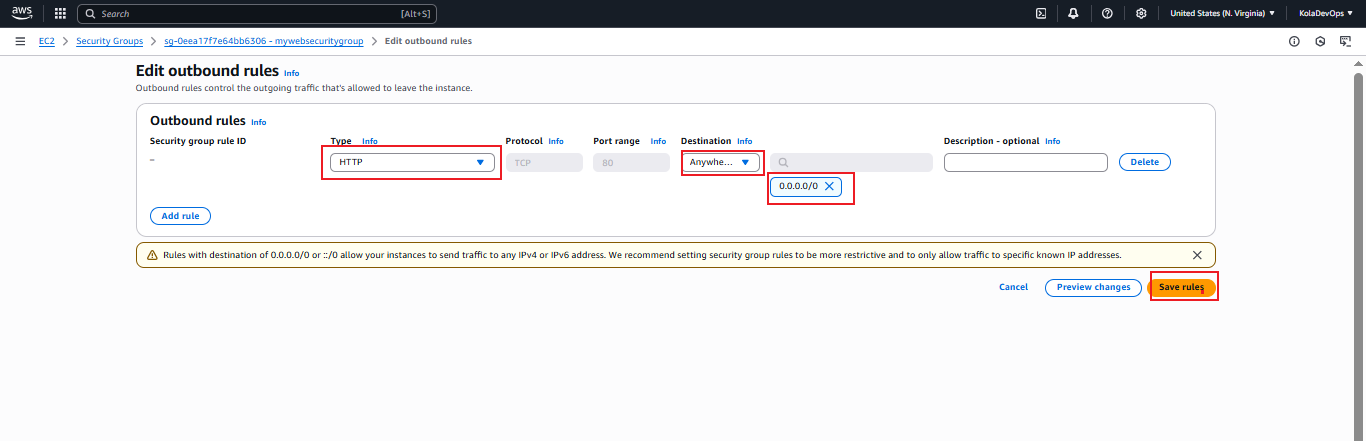 aws Search [Alt+S] United States (N. Virginia) KolaDevOps
EC2 > Security Groups > sg-0eea17f7e64bb6306 - mywebsecuritygroup > Edit outbound rules
Edit outbound rules Info
Outbound rules control the outgoing traffic that's allowed to leave the instance.
Outbound rules Info
Security group rule ID Type Info Protocol Info Port range Info Destination Info Description - optional Info
– HTTP TCP 80 Anywhe... Delete
0.0.0.0/0
Add rule
Rules with destination of 0.0.0.0/0 or ::/0 allow your instances to send traffic to any IPv4 or IPv6 address. We recommend setting security group rules to be more restrictive and to only allow traffic to specific known IP addresses.
Cancel Preview changes Save rules